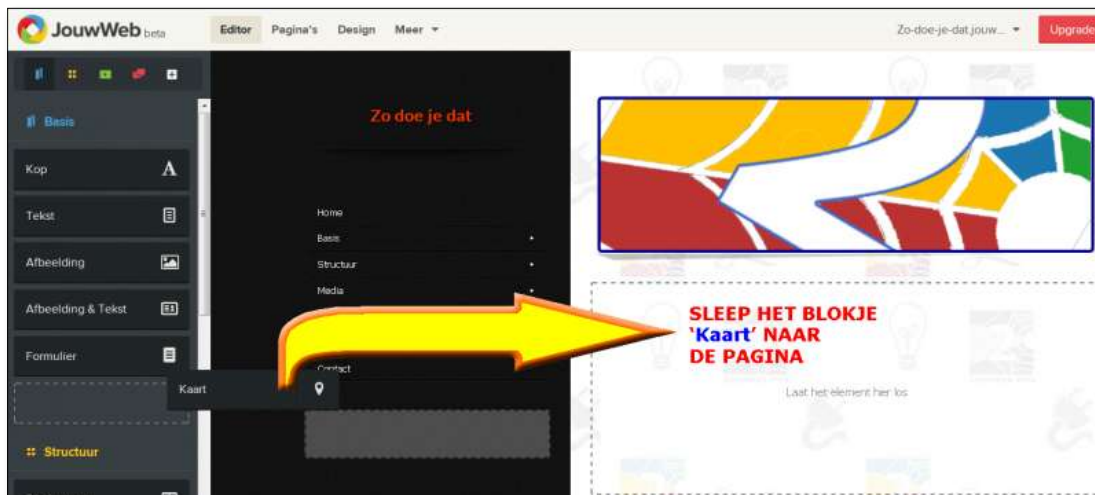 JouwWeb beta
Editor Pagina's Design Meer
Zo-doe-je-dat.jouw...
Upgrade
Basis
Kop
A
Tekst
Afbeelding
Afbeelding & Tekst
Formulier
Kaart
Structuur
Zo doe je dat
Home
Basis
Structuur
Media
Contact
SLEEP HET BLOKJE
‘Kaart’ NAAR
DE PAGINA
Laat het element hier los